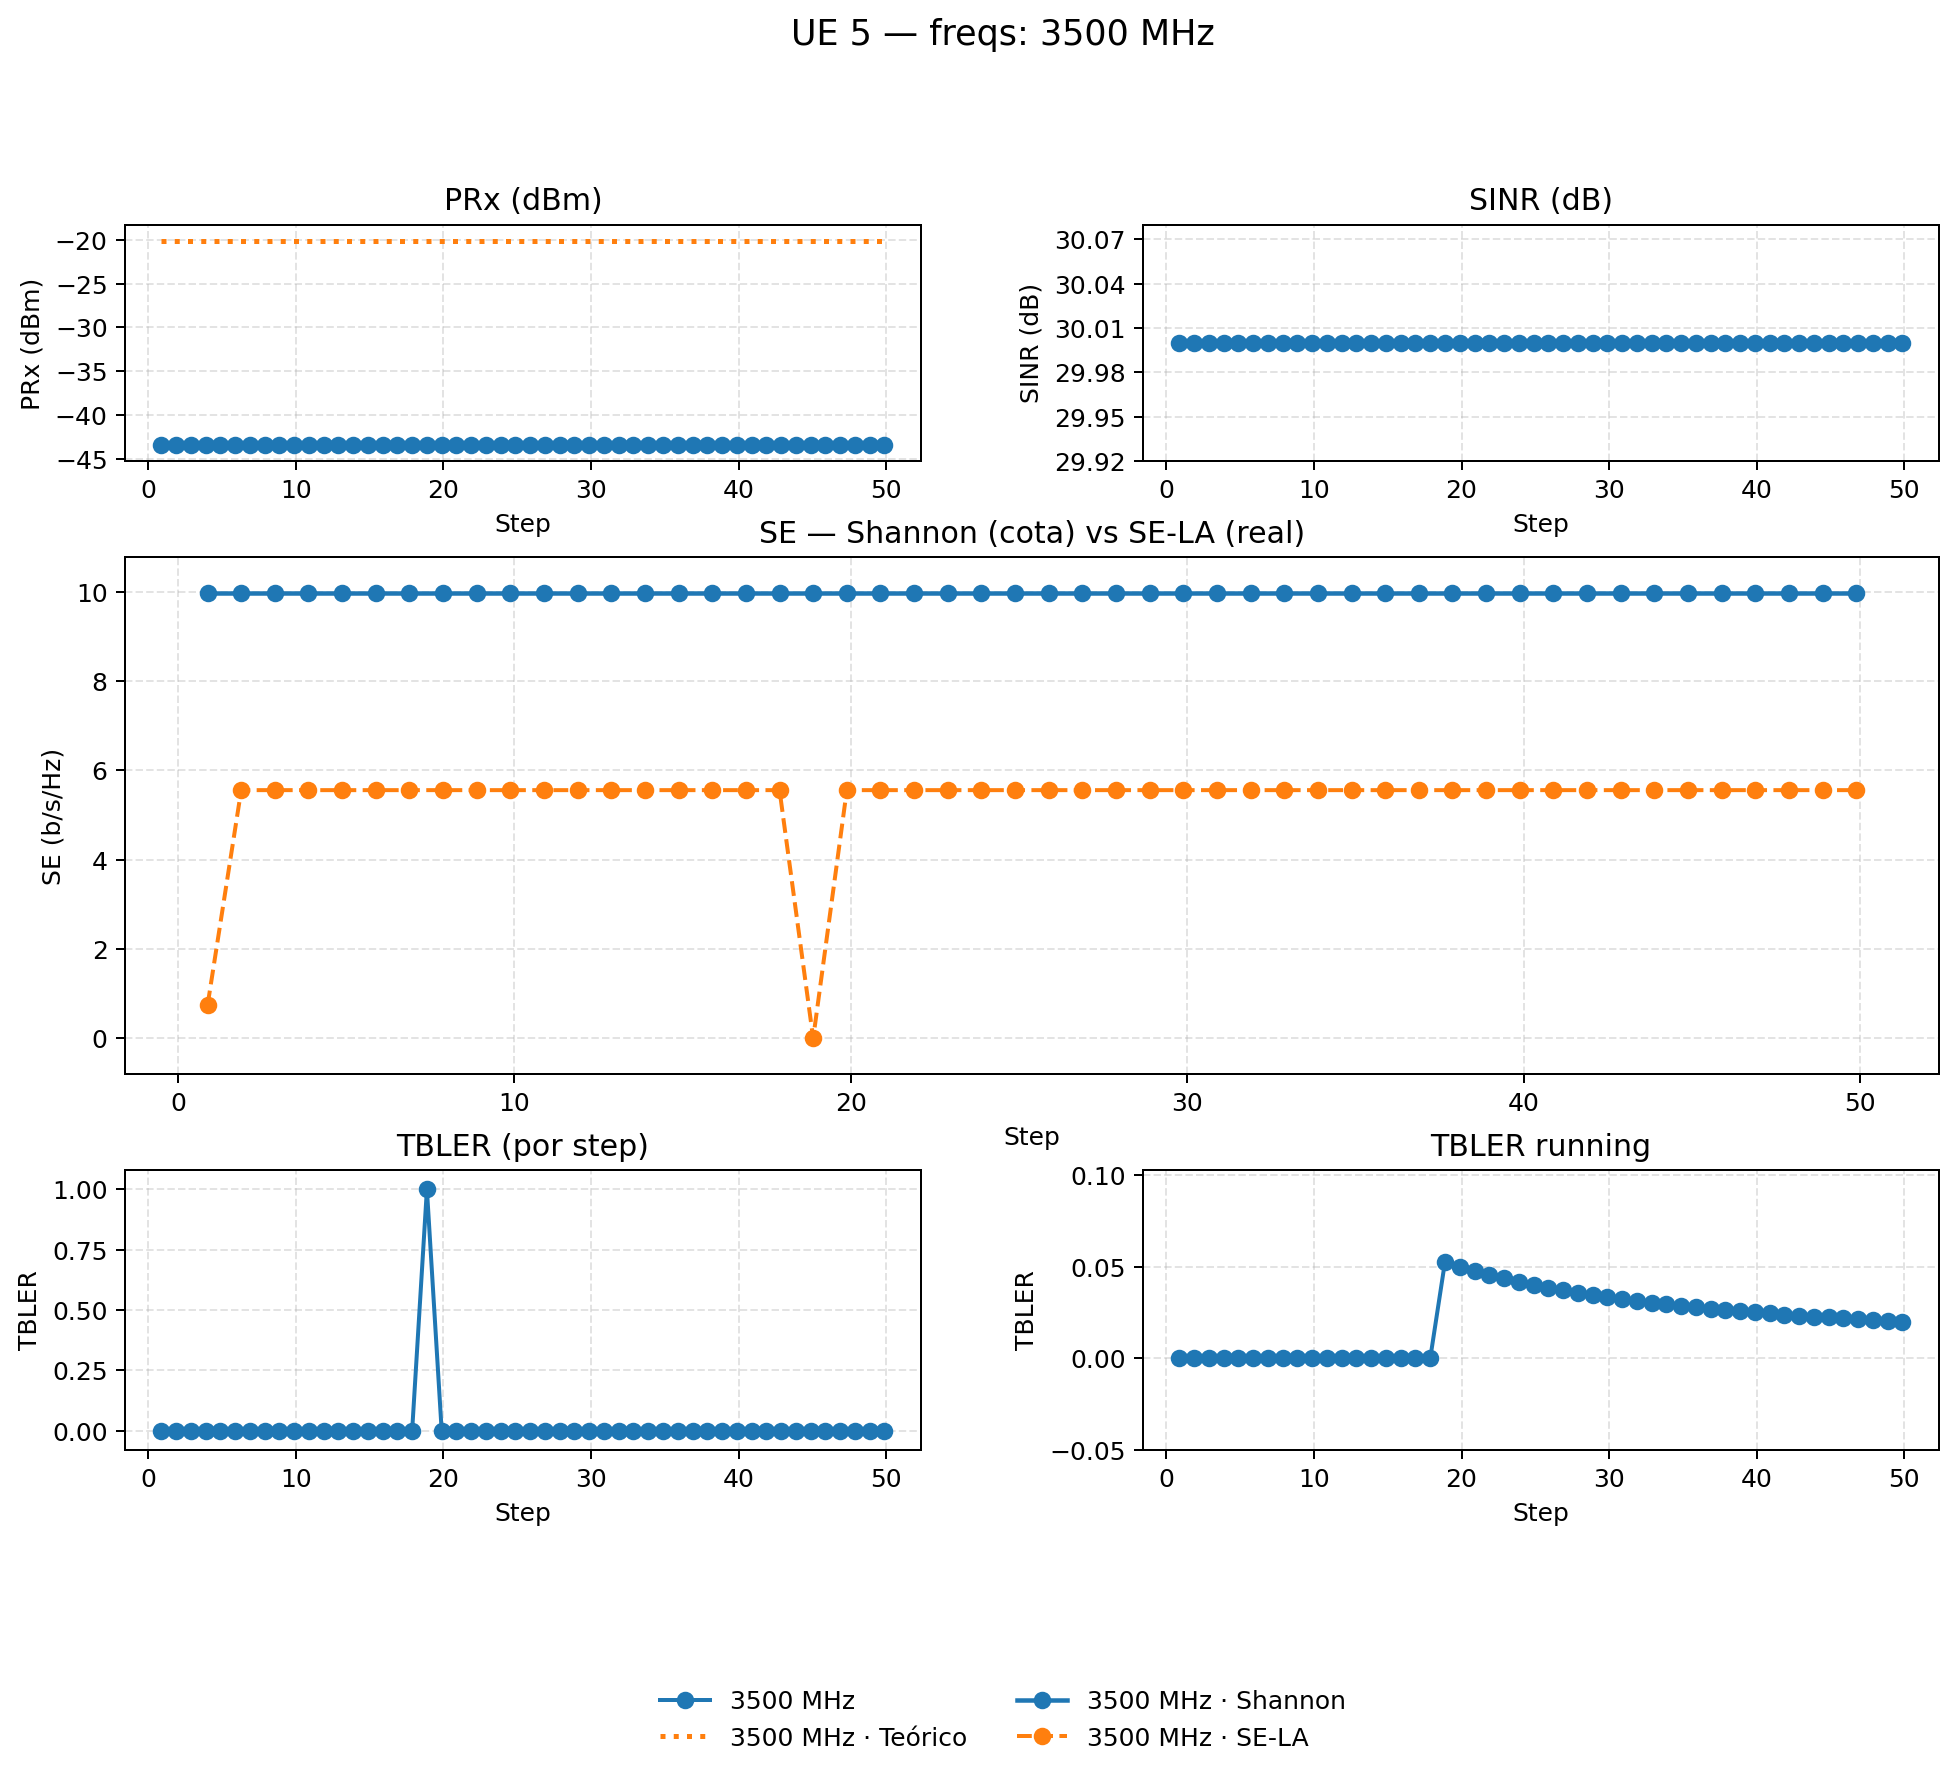 UE 5 — freqs: 3500 MHz
PRx (dBm)
PRx (dBm)
−20
−25
−30
−35
−40
−45
0 10 20 30 40 50
Step
SINR (dB)
SINR (dB)
30.07
30.04
30.01
29.98
29.95
29.92
0 10 20 30 40 50
Step
SE — Shannon (cota) vs SE-LA (real)
SE (b/s/Hz)
10
8
6
4
2
0
0 10 20 30 40 50
Step
TBLER (por step)
TBLER
1.00
0.75
0.50
0.25
0.00
0 10 20 30 40 50
Step
TBLER running
TBLER
0.10
0.05
0.00
−0.05
0 10 20 30 40 50
Step
3500 MHz
3500 MHz · Teórico
3500 MHz · Shannon
3500 MHz · SE-LA